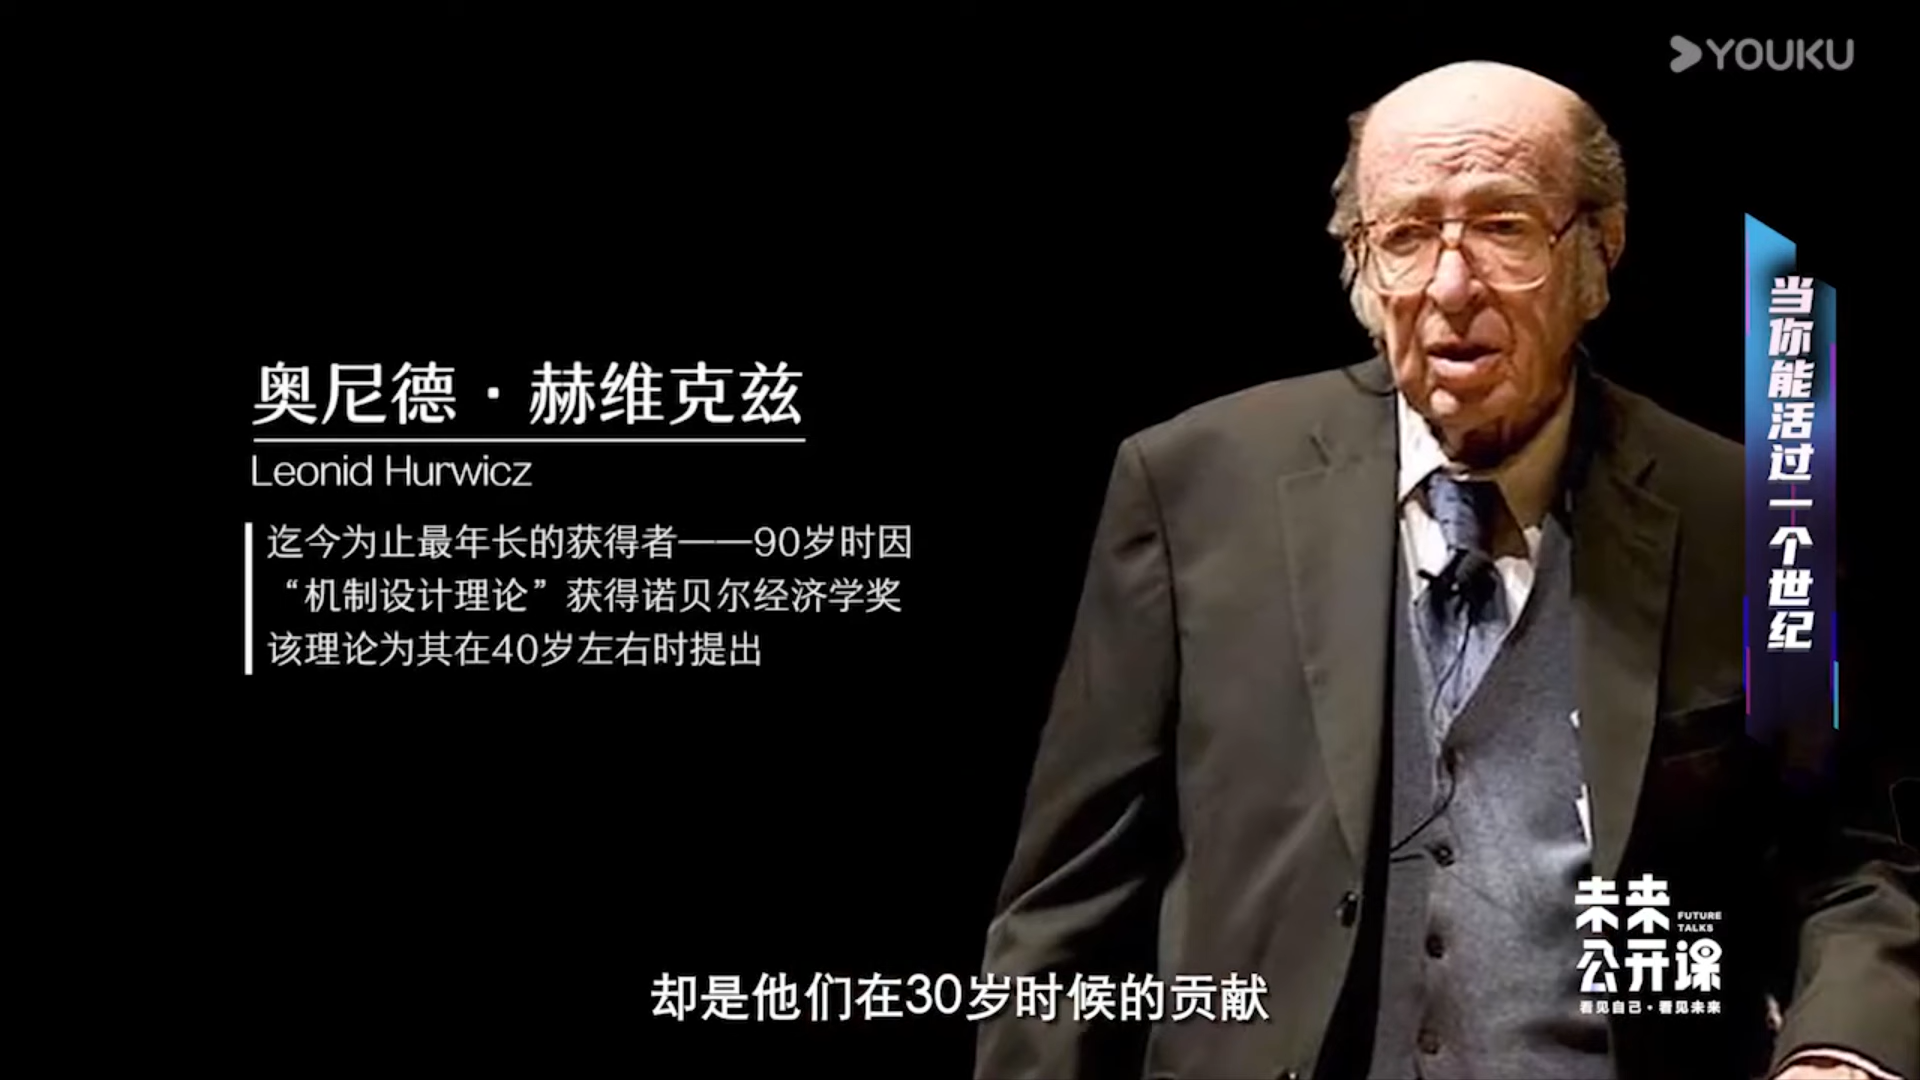 YOUKU
奥尼德·赫维克兹
Leonid Hurwicz
迄今为止最年长的获得者——90岁时因
“机制设计理论”获得诺贝尔经济学奖
该理论为其在40岁左右时提出
当你能活过一个世纪
未来
FUTURE
TALKS
公开课
看见自己·看见未来
却是他们在30岁时候的贡献